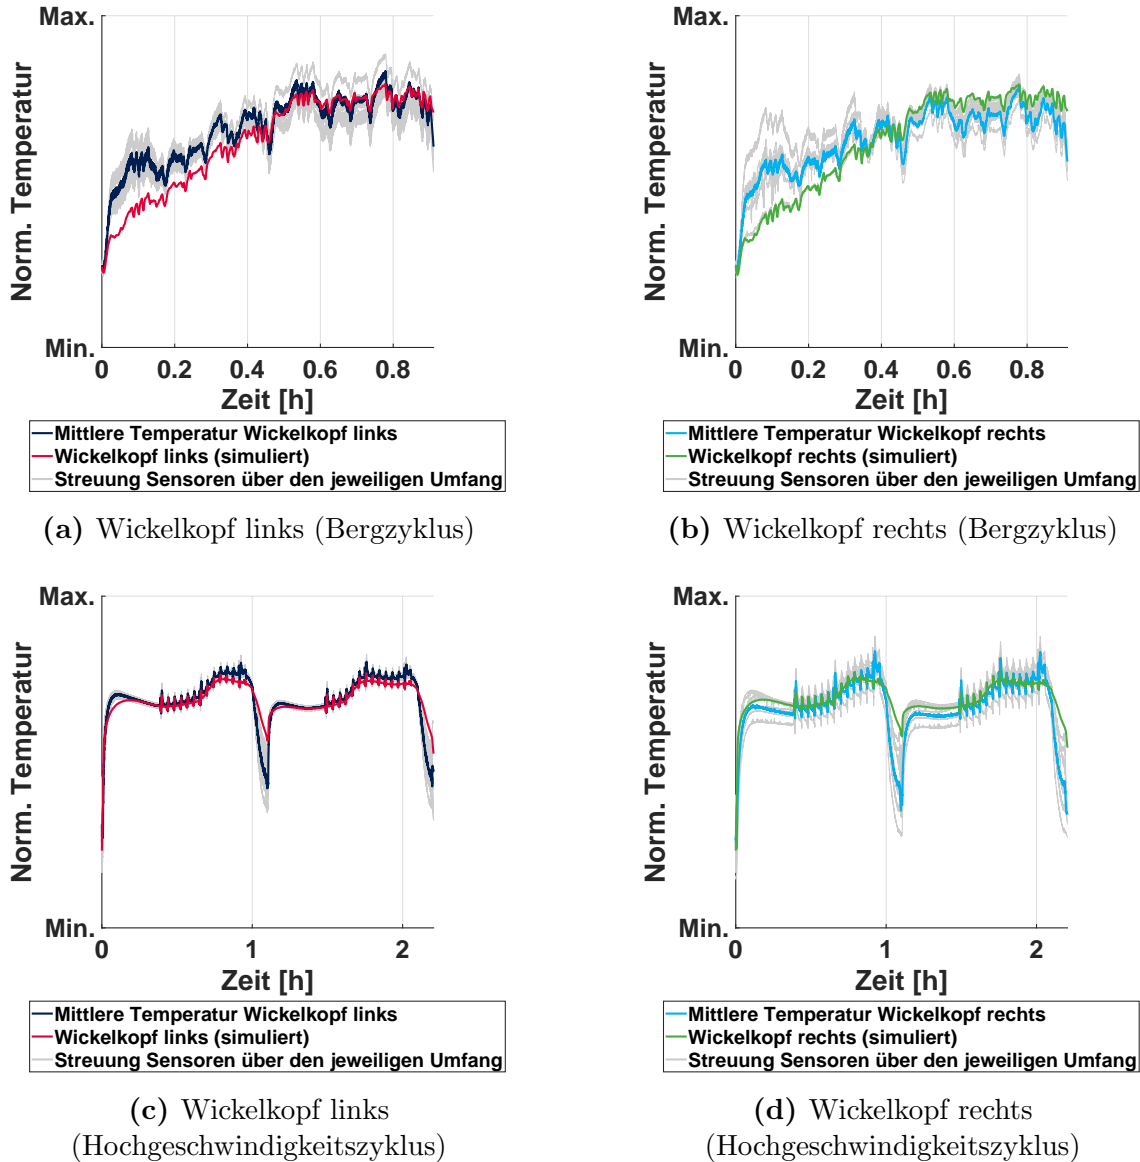 Max.
Norm. Temperatur
Min.
0 0.2 0.4 0.6 0.8
Zeit [h]
Mittlere Temperatur Wickelkopf links
Wickelkopf links (simuliert)
Streuung Sensoren über den jeweiligen Umfang
(a) Wickelkopf links (Bergzyklus)
Max.
Norm. Temperatur
Min.
0 0.2 0.4 0.6 0.8
Zeit [h]
Mittlere Temperatur Wickelkopf rechts
Wickelkopf rechts (simuliert)
Streuung Sensoren über den jeweiligen Umfang
(b) Wickelkopf rechts (Bergzyklus)
Max.
Norm. Temperatur
Min.
0 1 2
Zeit [h]
Mittlere Temperatur Wickelkopf links
Wickelkopf links (simuliert)
Streuung Sensoren über den jeweiligen Umfang
(c) Wickelkopf links
(Hochgeschwindigkeitszyklus)
Max.
Norm. Temperatur
Min.
0 1 2
Zeit [h]
Mittlere Temperatur Wickelkopf rechts
Wickelkopf rechts (simuliert)
Streuung Sensoren über den jeweiligen Umfang
(d) Wickelkopf rechts
(Hochgeschwindigkeitszyklus)